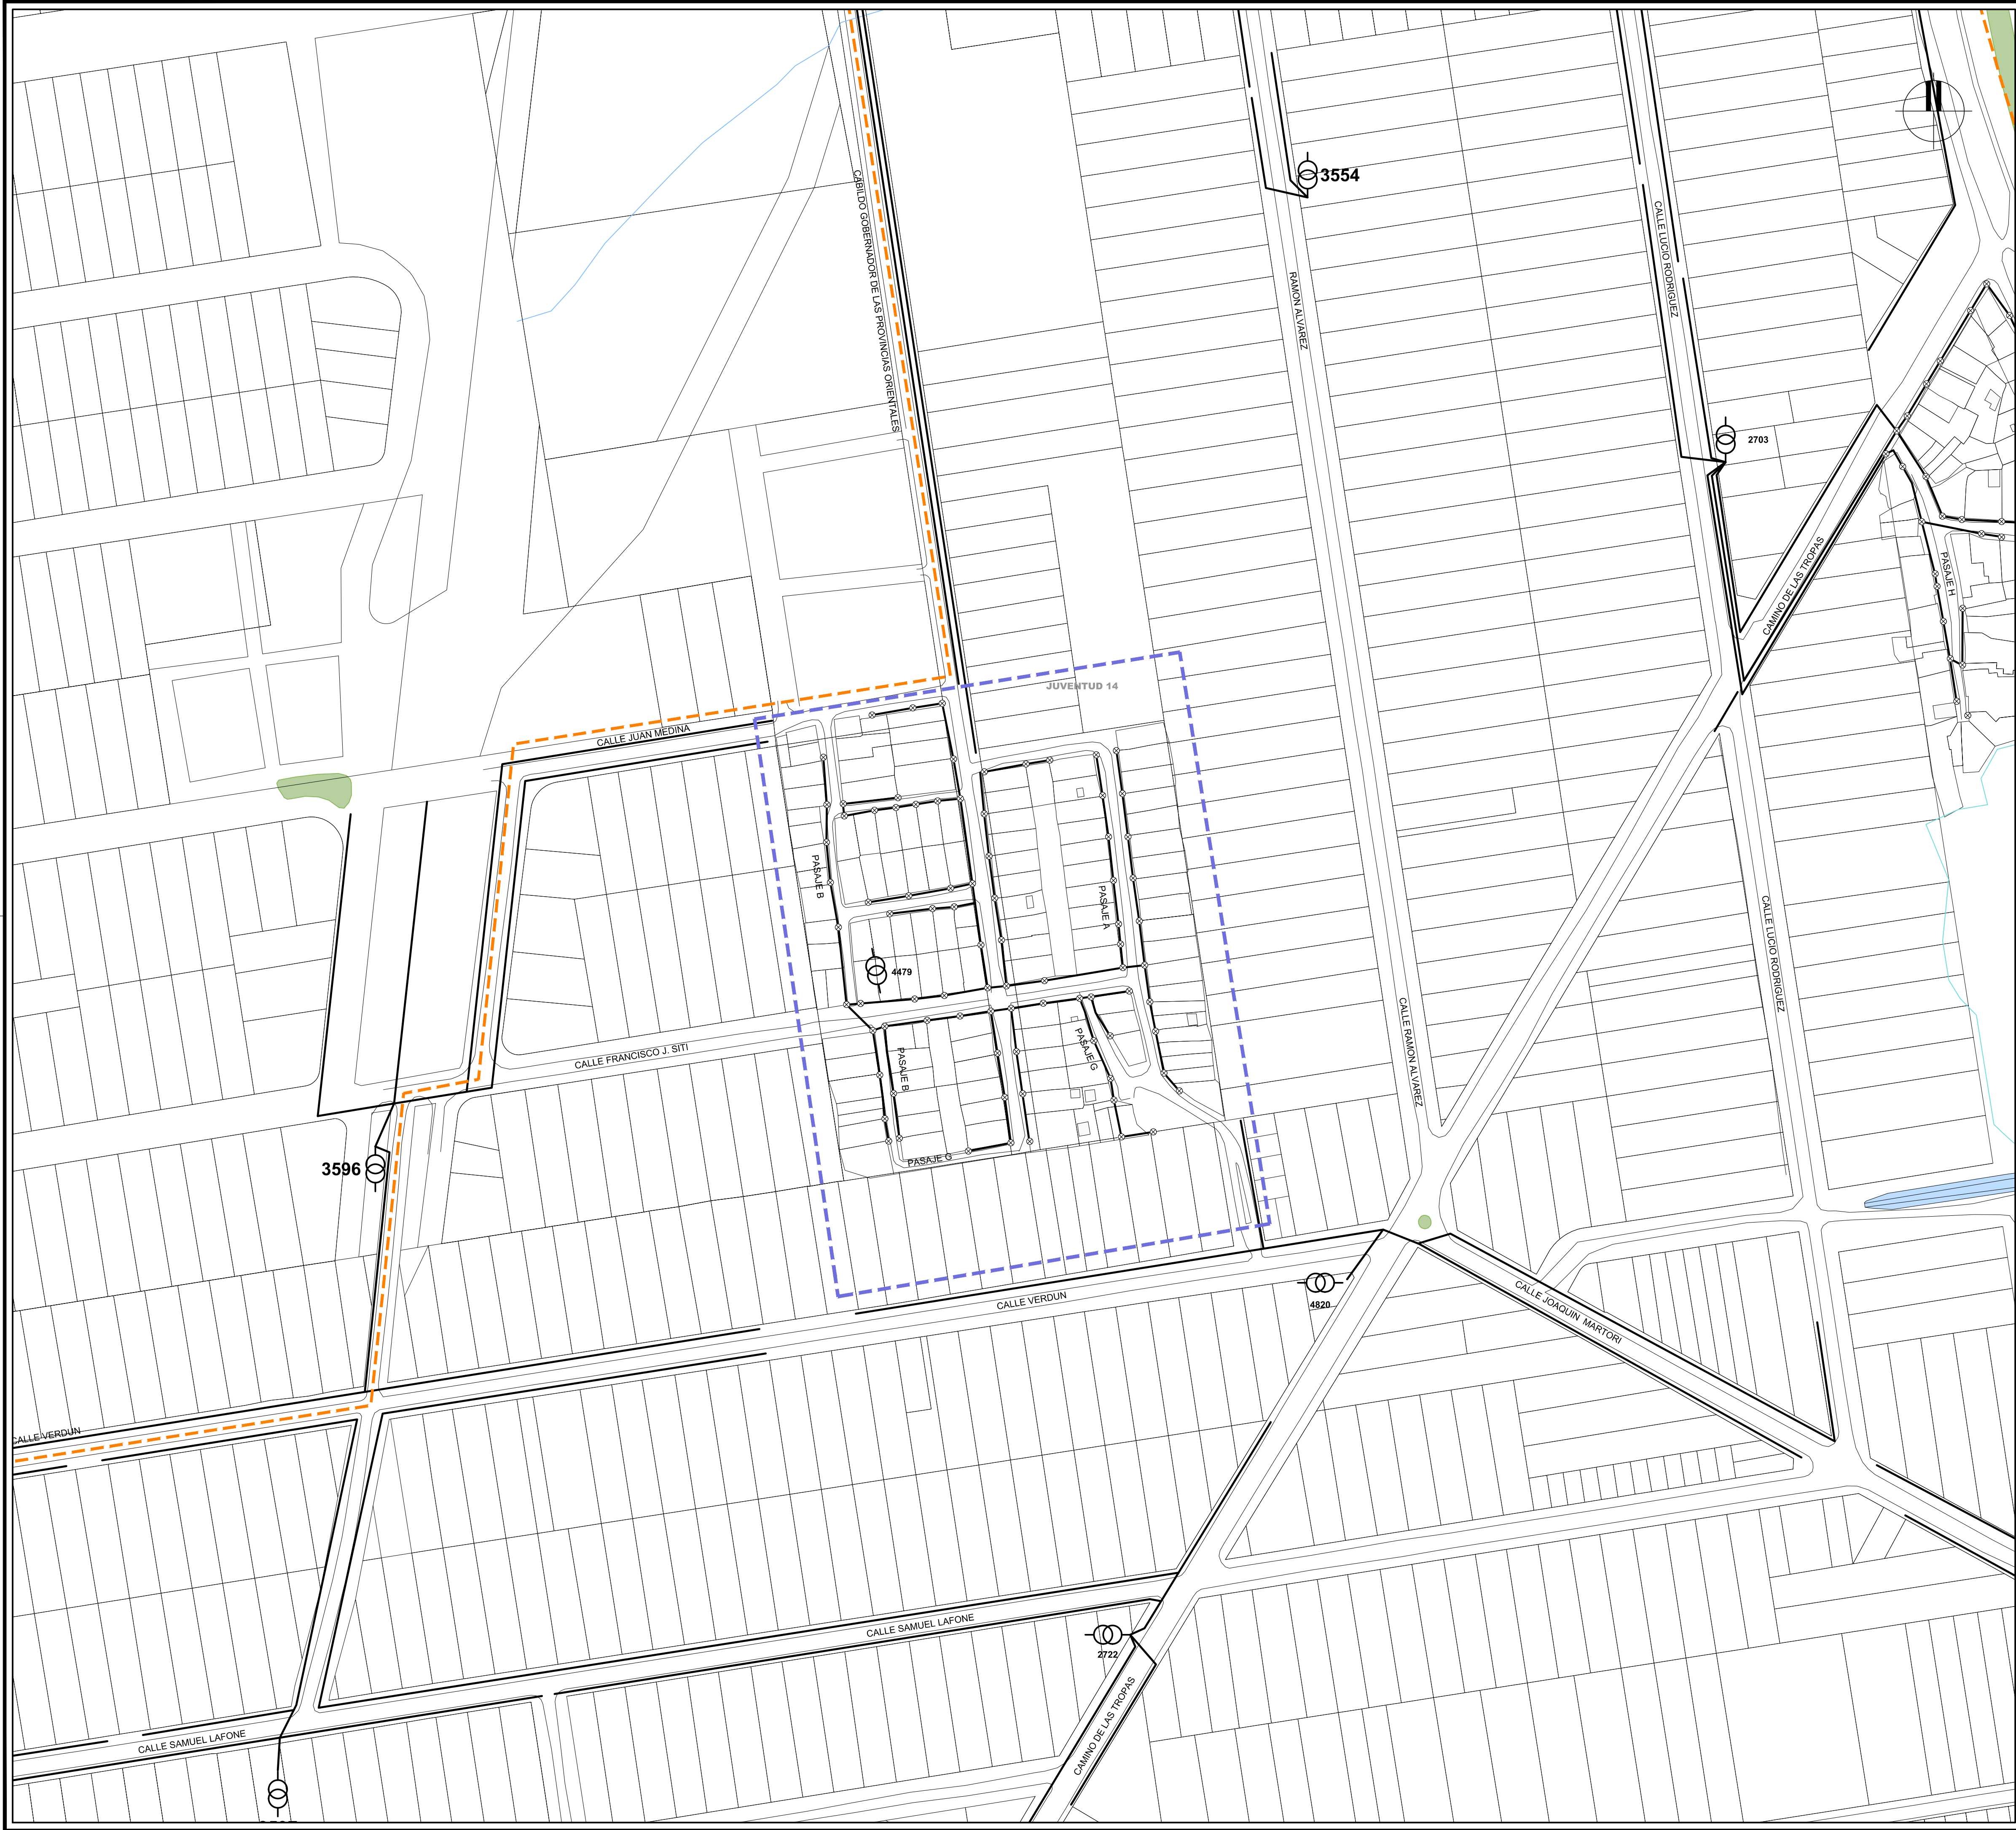 3554
CABILDO GOBERNADOR DE LAS PROVINCIAS ORIENTALES
RAMON ALVAREZ
CALLE LUCIO RODRIGUEZ
2703
CAMINO DE LAS TROPAS
PASAJE H
JUVENTUD 14
CALLE JUAN MEDINA
PASAJE B
PASAJE A
4479
CALLE LUCIO RODRIGUEZ
CALLE RAMON ALVAREZ
CALLE FRANCISCO J. SITI
PASAJE B
PASAJE G
PASAJE G
3596
4820
CALLE VERDUN
CALLE JOAQUIN MARTORI
CALLE VERDUN
CALLE SAMUEL LAFONE
2722
CAMINO DE LAS TROPAS
CALLE SAMUEL LAFONE